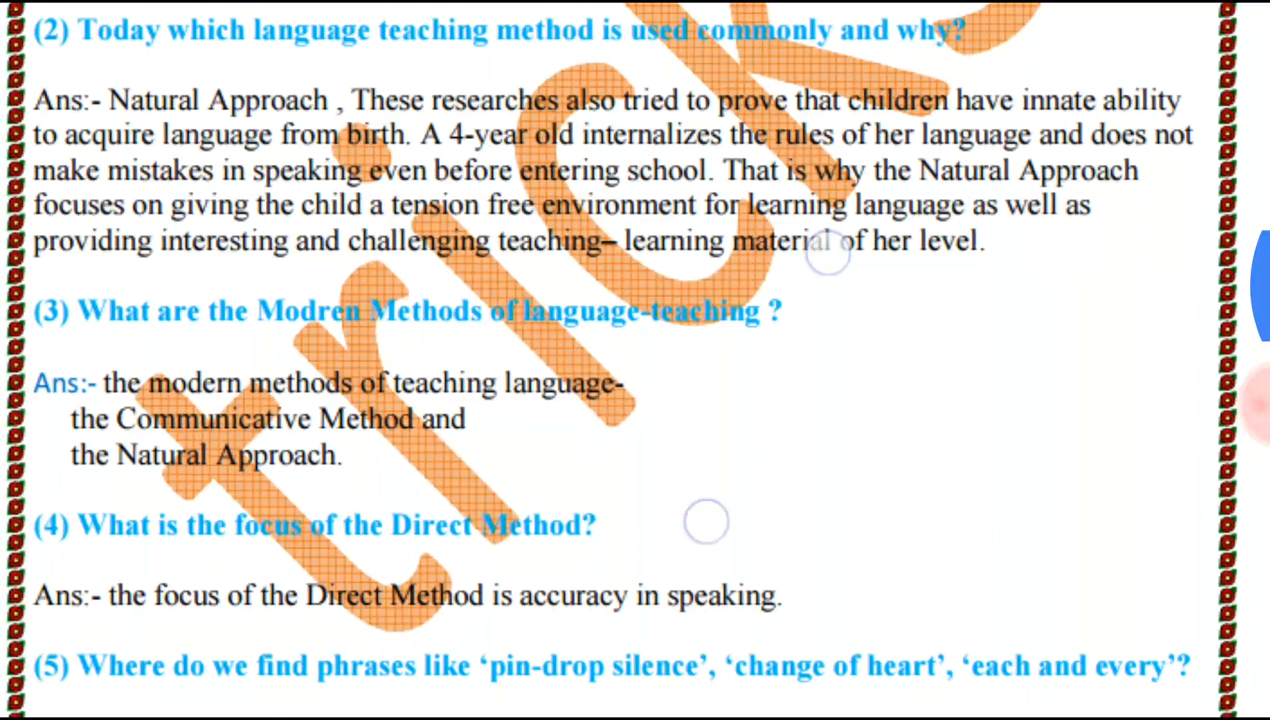 (2) Today which language teaching method is used commonly and why?
Ans:- Natural Approach , These researches also tried to prove that children have innate ability
to acquire language from birth. A 4-year old internalizes the rules of her language and does not
make mistakes in speaking even before entering school. That is why the Natural Approach
focuses on giving the child a tension free environment for learning language as well as
providing interesting and challenging teaching– learning material of her level.
(3) What are the Modren Methods of language-teaching ?
Ans:- the modern methods of teaching language-
the Communicative Method and
the Natural Approach.
(4) What is the focus of the Direct Method?
Ans:- the focus of the Direct Method is accuracy in speaking.
(5) Where do we find phrases like ‘pin-drop silence’, ‘change of heart’, ‘each and every’?
tricks